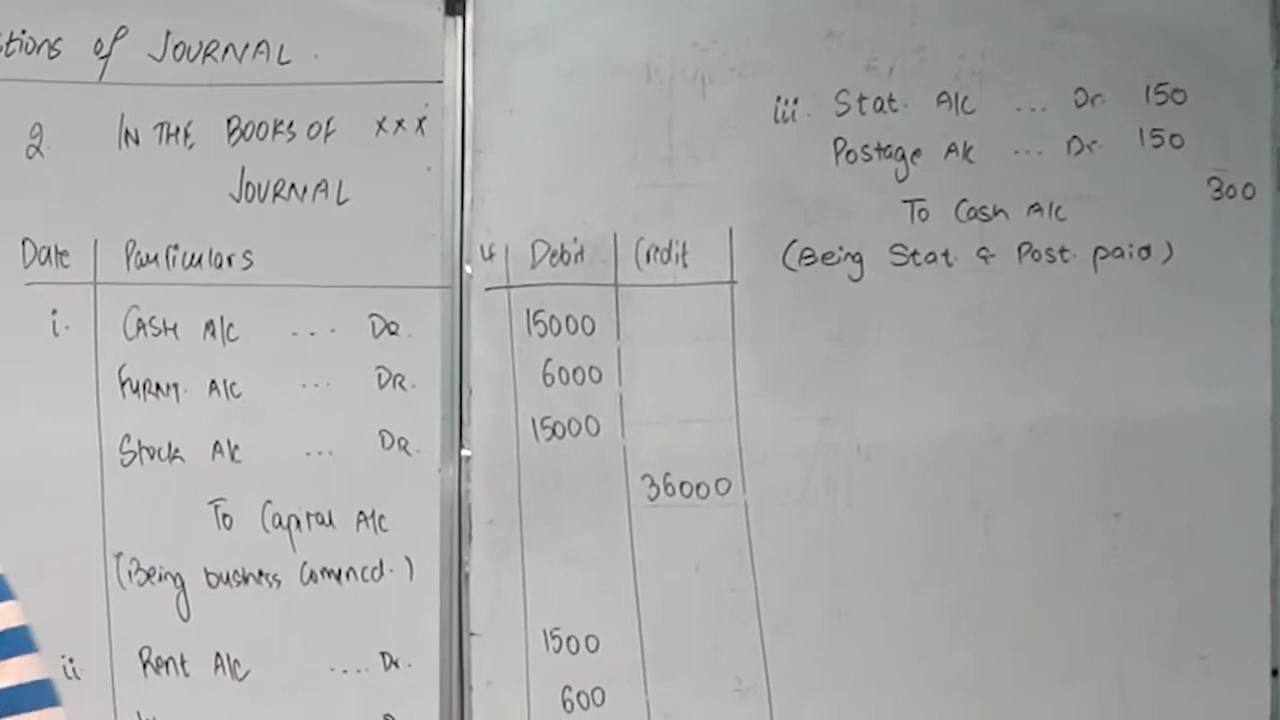 tions of JOURNAL.
2. IN THE BOOKS OF xxx
JOURNAL
Date Particulars Lf Debit Credit
i. CASH A/c ... DR. 15000
FURNT. A/C ... DR. 6000
Stock A/c ... DR. 15000
To Capital A/c 36000
(Being business Comencd.)
ii Rent A/c .... Dr. 1500
600
iii. Stat. A/c ... Dr. 150
Postage A/c ... Dr. 150
To Cash A/c 300
(Being Stat. & Post. paid)